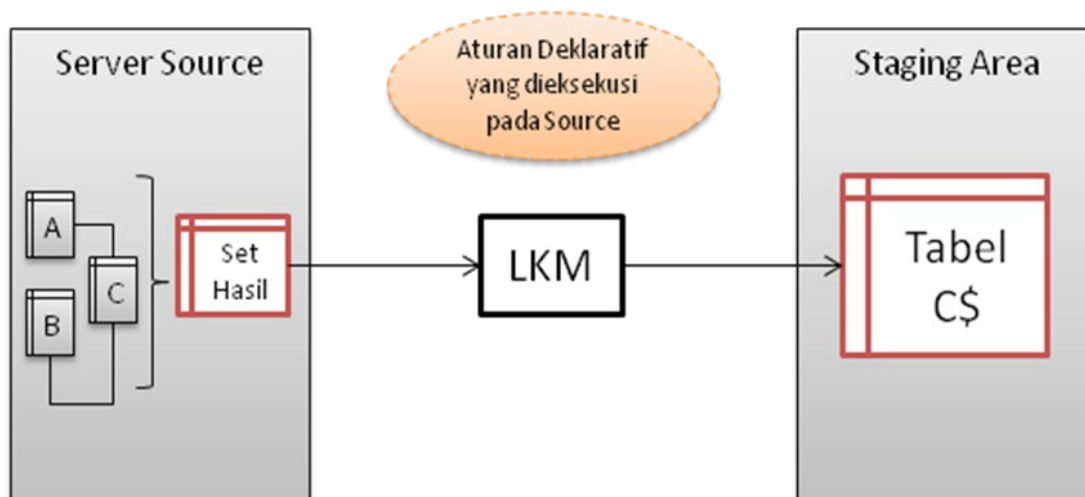 Server Source
Aturan Deklaratif
yang dieksekusi
pada Source
Staging Area
A
B
C
Set
Hasil
LKM
Tabel
C$